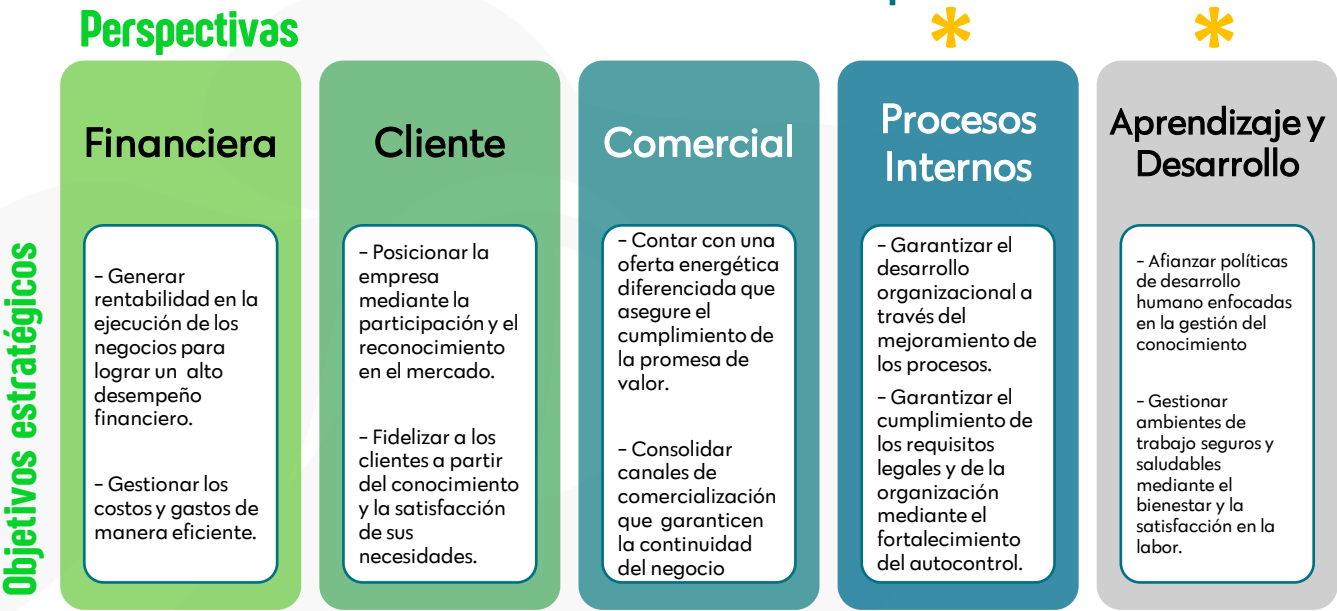 Perspectivas
*
*
Financiera
Cliente
Comercial
Procesos
Internos
Aprendizaje y
Desarrollo
Objetivos estratégicos
- Generar
rentabilidad en la
ejecución de los
negocios para
lograr un alto
desempeño
financiero.
- Gestionar los
costos y gastos de
manera eficiente.
- Posicionar la
empresa
mediante la
participación y el
reconocimiento
en el mercado.
- Fidelizar a los
clientes a partir
del conocimiento
y la satisfacción
de sus
necesidades.
- Contar con una
oferta energética
diferenciada que
asegure el
cumplimiento de
la promesa de
valor.
- Consolidar
canales de
comercialización
que garanticen
la continuidad
del negocio
- Garantizar el
desarrollo
organizacional a
través del
mejoramiento de
los procesos.
- Garantizar el
cumplimiento de
los requisitos
legales y de la
organización
mediante el
fortalecimiento
del autocontrol.
- Afianzar políticas
de desarrollo
humano enfocadas
en la gestión del
conocimiento
- Gestionar
ambientes de
trabajo seguros y
saludables
mediante el
bienestar y la
satisfacción en la
labor.